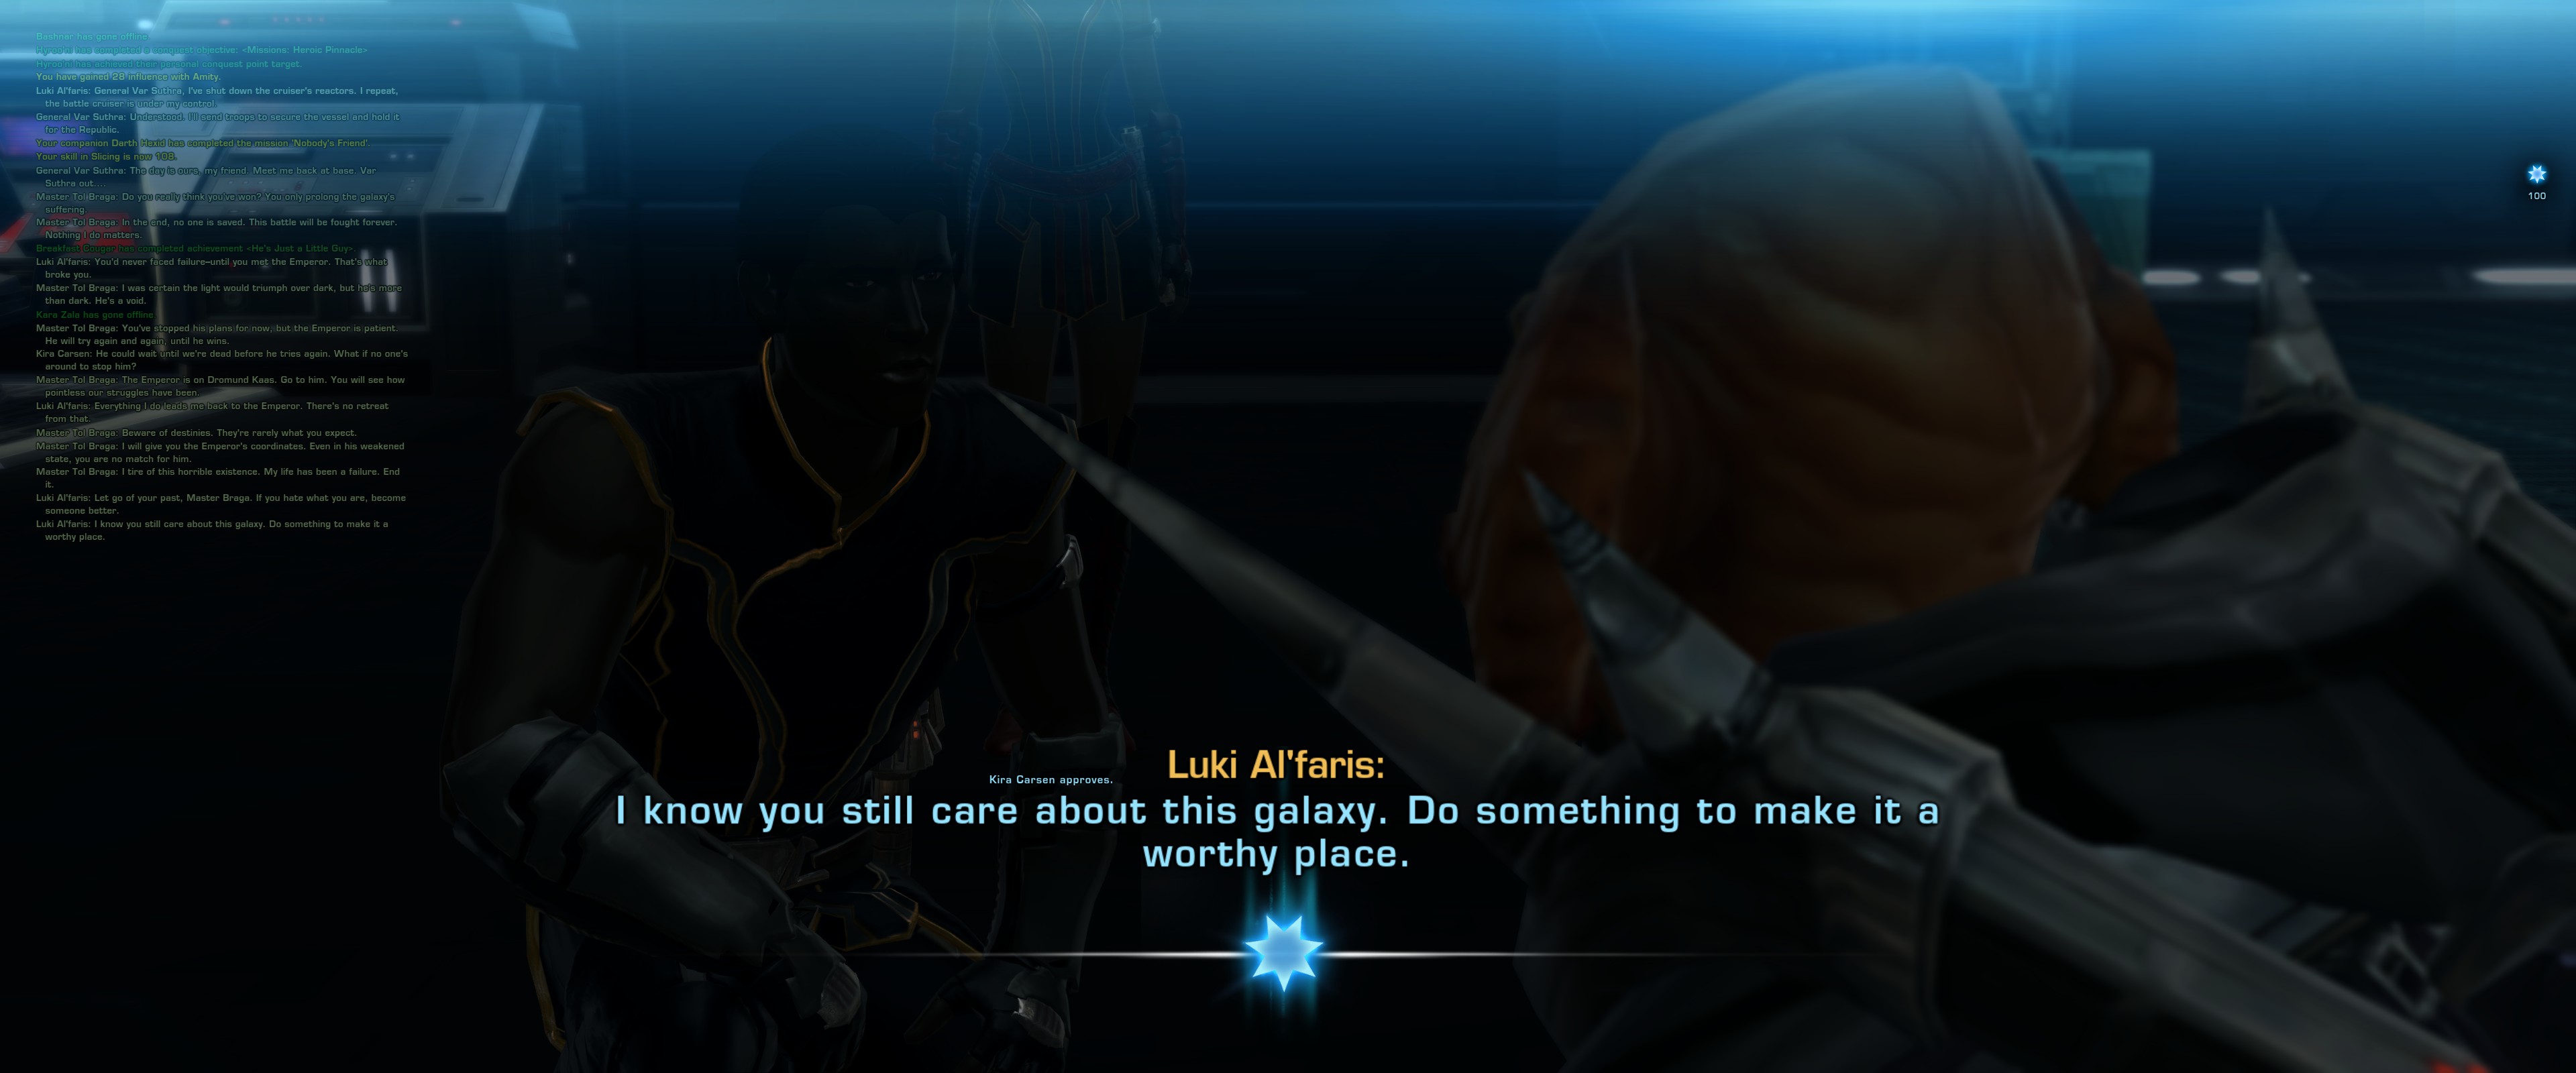 Bashnar has gone offline.
has completed a conquest objective: <Missions: Heroic Pinnacle>
has achieved their personal conquest point target.
You have gained 28 influence with Amity.
Luki Al'faris: General Var Suthra, I've shut down the cruiser's reactors. I repeat,
the battle cruiser is under my control.
General Var Suthra: Understood. I'll send troops to secure the vessel and hold it
for the Republic.
Your companion Darth Hexid has completed the mission 'Nobody's Friend'.
Your skill in Slicing is now 108.
General Var Suthra: The day is ours, my friend. Meet me back at base. Var
Suthra out....
Master Tol Braga: Do you really think you've won? You only prolong the galaxy's
suffering.
Master Tol Braga: In the end, no one is saved. This battle will be fought forever.
Nothing I do matters.
Breakfast has completed achievement <He's Just a Little Guy>.
Luki Al'faris: You'd never faced failure—until you met the Emperor. That's what
broke you.
Master Tol Braga: I was certain the light would triumph over dark, but he's more
than dark. He's a void.
Kara Zala has gone offline.
Master Tol Braga: You've stopped his plans for now, but the Emperor is patient.
He will try again and again, until he wins.
Kira Carsen: He could wait until we're dead before he tries again. What if no one's
around to stop him?
Master Tol Braga: The Emperor is on Dromund Kaas. Go to him. You will see how
pointless our struggles have been.
Luki Al'faris: Everything I do leads me back to the Emperor. There's no retreat
from that.
Master Tol Braga: Beware of destinies. They're rarely what you expect.
Master Tol Braga: I will give you the Emperor's coordinates. Even in his weakened
state, you are no match for him.
Master Tol Braga: I tire of this horrible existence. My life has been a failure. End
it.
Luki Al'faris: Let go of your past, Master Braga. If you hate what you are, become
someone better.
Luki Al'faris: I know you still care about this galaxy. Do something to make it a
worthy place.
100
Luki Al'faris:
Kira Carsen approves.
I know you still care about this galaxy. Do something to make it a
worthy place.